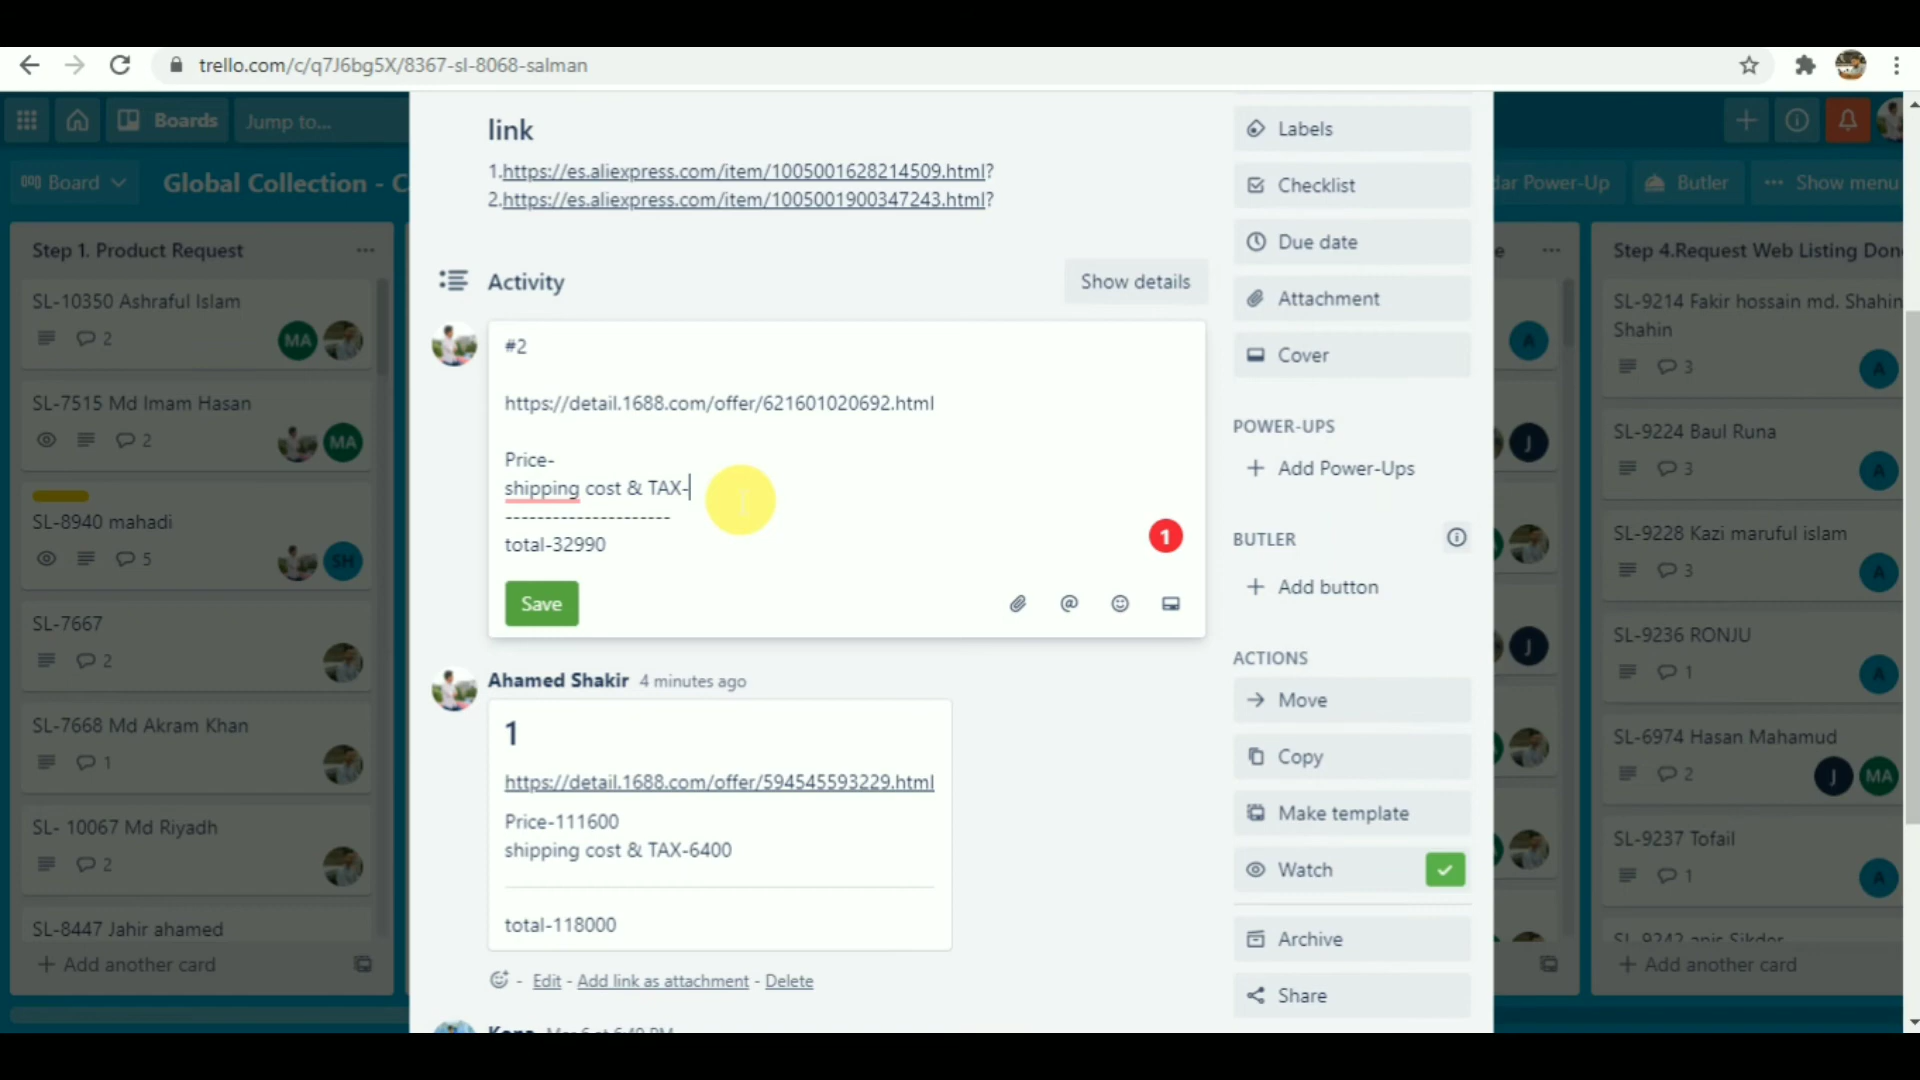 trello.com/c/q7J6bg5X/8367-sl-8068-salman
Boards
Jump to...
Board
Global Collection - C
dar Power-Up
Butler
Show menu
Step 1. Product Request
SL-10350 Ashraful Islam
2
MA
SL-7515 Md Imam Hasan
2
MA
SL-8940 mahadi
5
SH
SL-7667
2
SL-7668 Md Akram Khan
1
SL- 10067 Md Riyadh
2
SL-8447 Jahir ahamed
+ Add another card
link
1.https://es.aliexpress.com/item/1005001628214509.html?
2.https://es.aliexpress.com/item/1005001900347243.html?
Activity
Show details
#2
https://detail.1688.com/offer/621601020692.html
Price-
shipping cost & TAX-
---------------------
total-32990
1
Save
Ahamed Shakir 4 minutes ago
1
https://detail.1688.com/offer/594545593229.html
Price-111600
shipping cost & TAX-6400
total-118000
- Edit - Add link as attachment - Delete
Labels
Checklist
Due date
Attachment
Cover
POWER-UPS
+ Add Power-Ups
BUTLER
+ Add button
ACTIONS
Move
Copy
Make template
Watch
Archive
Share
e
A
J
J
Step 4.Request Web Listing Don
SL-9214 Fakir hossain md. Shahin
Shahin
3
A
SL-9224 Baul Runa
3
A
SL-9228 Kazi maruful islam
3
A
SL-9236 RONJU
1
A
SL-6974 Hasan Mahamud
2
J
MA
SL-9237 Tofail
1
A
SL-9242 anis Sikder
+ Add another card